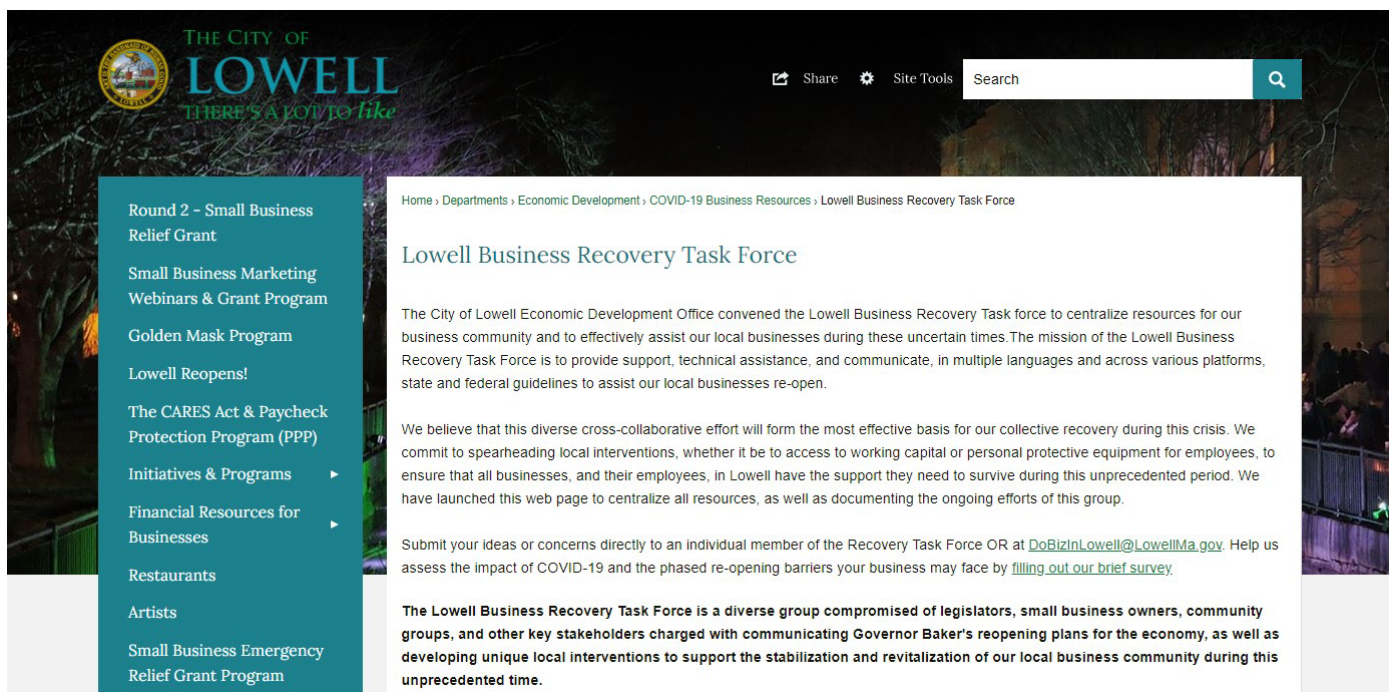 THE CITY OF
LOWELL
THERE'S A LOT TO like
Share
Site Tools
Search
Round 2 – Small Business
Relief Grant
Small Business Marketing
Webinars & Grant Program
Golden Mask Program
Lowell Reopens!
The CARES Act & Paycheck
Protection Program (PPP)
Initiatives & Programs
Financial Resources for
Businesses
Restaurants
Artists
Small Business Emergency
Relief Grant Program
Home › Departments › Economic Development › COVID-19 Business Resources › Lowell Business Recovery Task Force
Lowell Business Recovery Task Force
The City of Lowell Economic Development Office convened the Lowell Business Recovery Task force to centralize resources for our
business community and to effectively assist our local businesses during these uncertain times.The mission of the Lowell Business
Recovery Task Force is to provide support, technical assistance, and communicate, in multiple languages and across various platforms,
state and federal guidelines to assist our local businesses re-open.
We believe that this diverse cross-collaborative effort will form the most effective basis for our collective recovery during this crisis. We
commit to spearheading local interventions, whether it be to access to working capital or personal protective equipment for employees, to
ensure that all businesses, and their employees, in Lowell have the support they need to survive during this unprecedented period. We
have launched this web page to centralize all resources, as well as documenting the ongoing efforts of this group.
Submit your ideas or concerns directly to an individual member of the Recovery Task Force OR at DoBizInLowell@LowellMa.gov. Help us
assess the impact of COVID-19 and the phased re-opening barriers your business may face by filling out our brief survey
The Lowell Business Recovery Task Force is a diverse group compromised of legislators, small business owners, community
groups, and other key stakeholders charged with communicating Governor Baker's reopening plans for the economy, as well as
developing unique local interventions to support the stabilization and revitalization of our local business community during this
unprecedented time.